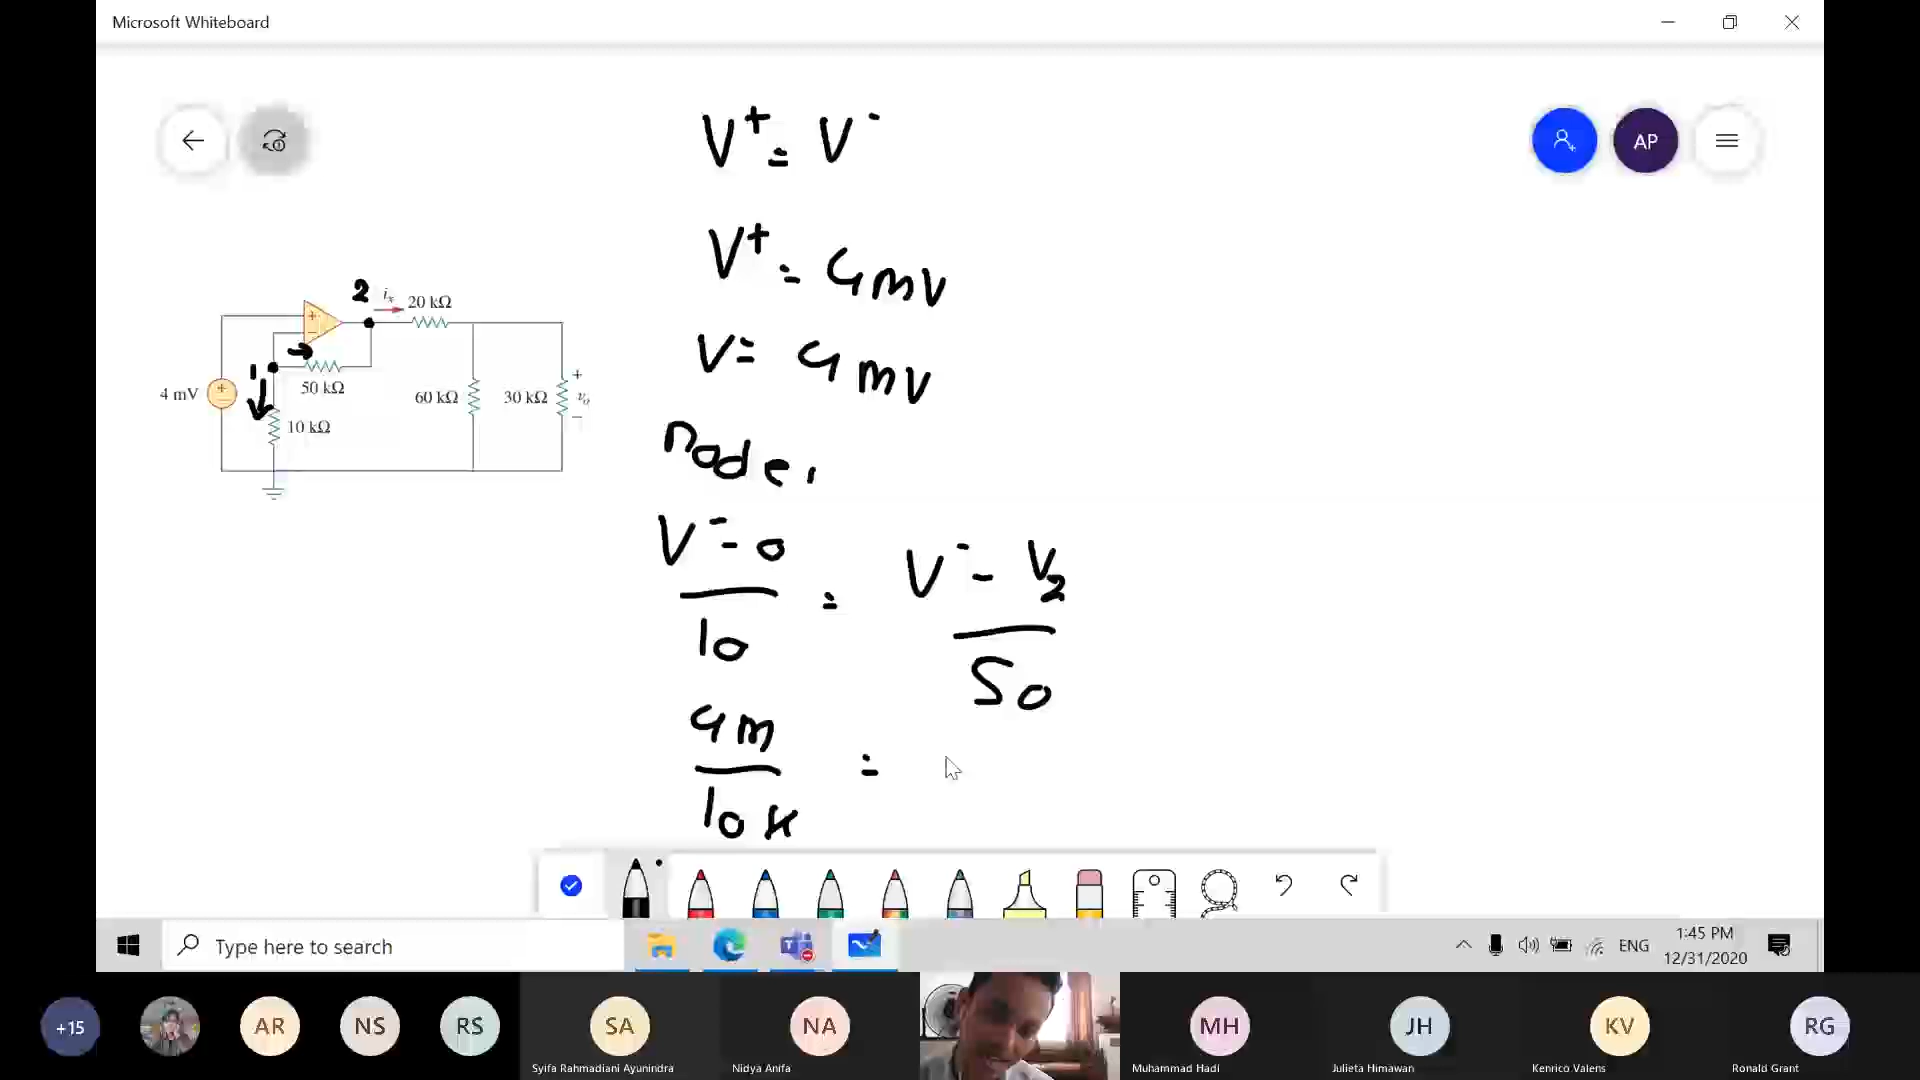 Microsoft Whiteboard
AP
V⁺ = V⁻
V⁺ = 4mV
V⁻ = 4mV
node 1
V⁻ - 0 / 10 = V⁻ - V₂ / 50
4m / 10k =
2
iₓ
20 kΩ
+
−
1
50 kΩ
4 mV
+
−
10 kΩ
60 kΩ
30 kΩ
+
vₒ
−
Type here to search
ENG
1:45 PM
12/31/2020
+15
AR
NS
RS
SA
Syifa Rahmadiani Ayunindra
NA
Nidya Anifa
MH
Muhammad Hadi
JH
Julieta Himawan
KV
Kenrico Valens
RG
Ronald Grant